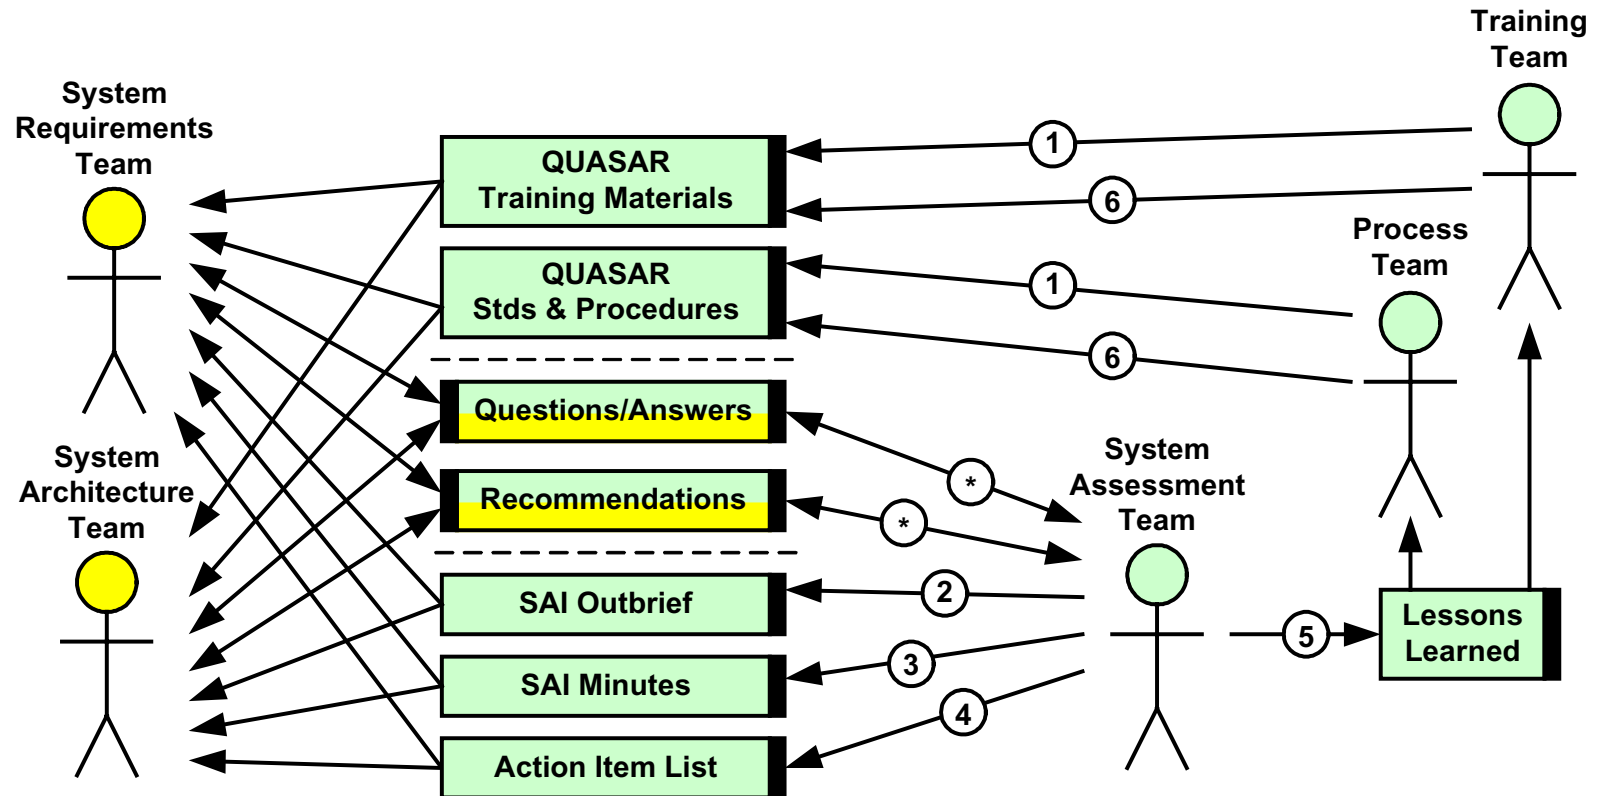 Training
Team
System
Requirements
Team
QUASAR
Training Materials
1
6
Process
Team
QUASAR
Stds & Procedures
1
6
Questions/Answers
*
System
Architecture
Team
Recommendations
*
System
Assessment
Team
SAI Outbrief
2
SAI Minutes
3
Action Item List
4
5
Lessons
Learned